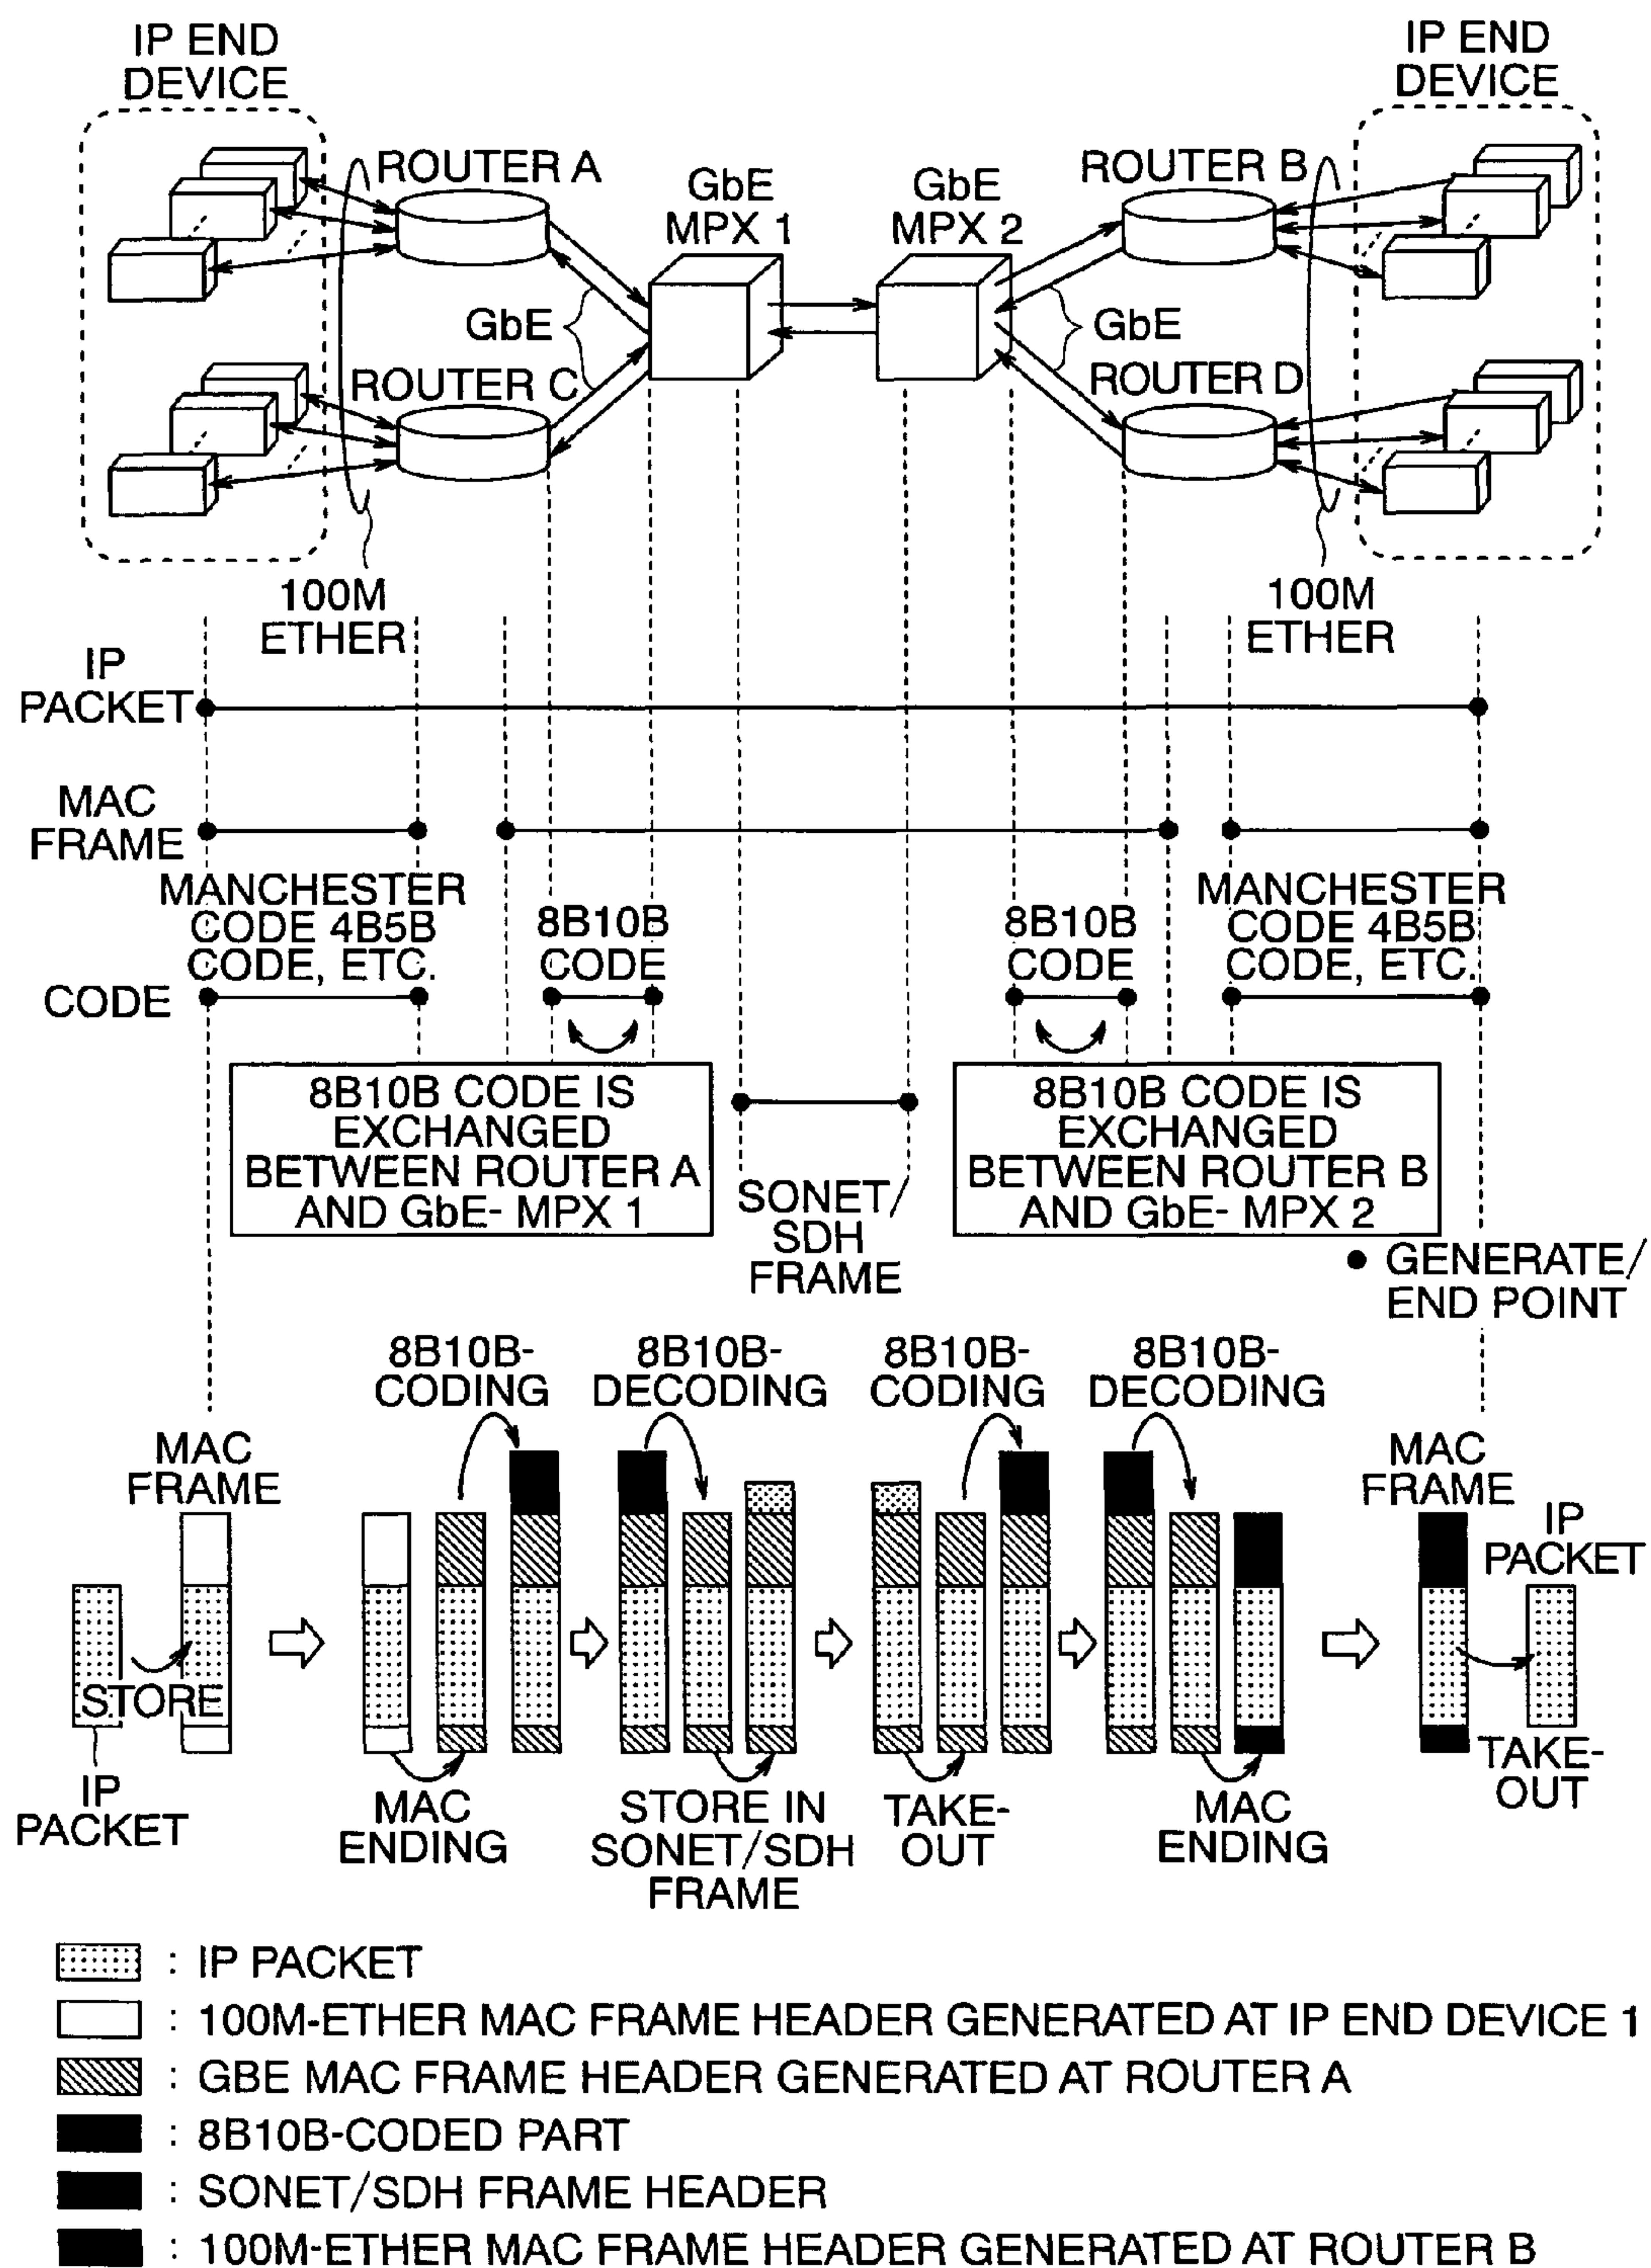 IP END
DEVICE
IP END
DEVICE
ROUTER A
GbE
MPX 1
GbE
MPX 2
ROUTER B
GbE
GbE
ROUTER C
ROUTER D
100M
ETHER
100M
ETHER
IP
PACKET
MAC
FRAME
MANCHESTER
CODE 4B5B
CODE, ETC.
8B10B
CODE
8B10B
CODE
MANCHESTER
CODE 4B5B
CODE, ETC.
CODE
8B10B CODE IS
EXCHANGED
BETWEEN ROUTER A
AND GbE- MPX 1
SONET/
SDH
FRAME
8B10B CODE IS
EXCHANGED
BETWEEN ROUTER B
AND GbE- MPX 2
● GENERATE/
END POINT
8B10B-
CODING
8B10B-
DECODING
8B10B-
CODING
8B10B-
DECODING
MAC
FRAME
MAC
FRAME
IP
PACKET
STORE
IP
PACKET
MAC
ENDING
STORE IN
SONET/SDH
FRAME
TAKE-
OUT
MAC
ENDING
TAKE-
OUT
: IP PACKET
: 100M-ETHER MAC FRAME HEADER GENERATED AT IP END DEVICE 1
: GBE MAC FRAME HEADER GENERATED AT ROUTER A
: 8B10B-CODED PART
: SONET/SDH FRAME HEADER
: 100M-ETHER MAC FRAME HEADER GENERATED AT ROUTER B